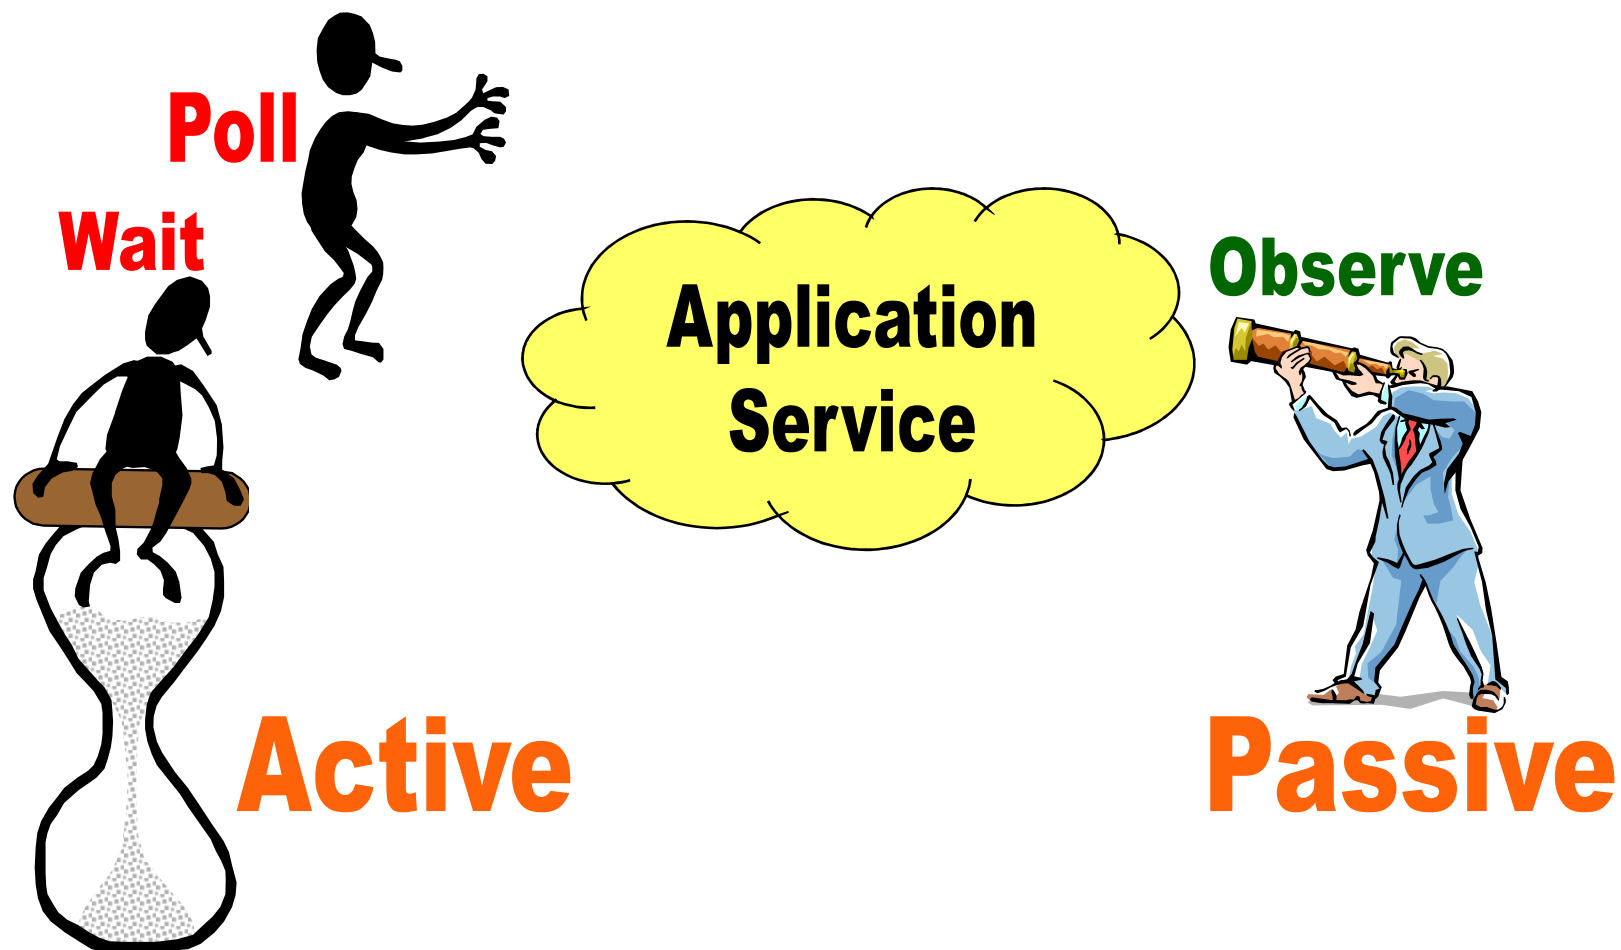 Poll
Wait
Application
Service
Observe
Active
Passive